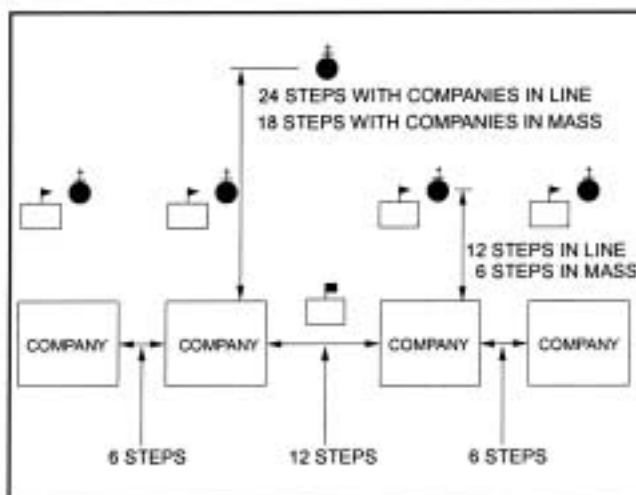 24 STEPS WITH COMPANIES IN LINE
18 STEPS WITH COMPANIES IN MASS
12 STEPS IN LINE
6 STEPS IN MASS
COMPANY
COMPANY
COMPANY
COMPANY
6 STEPS
12 STEPS
6 STEPS